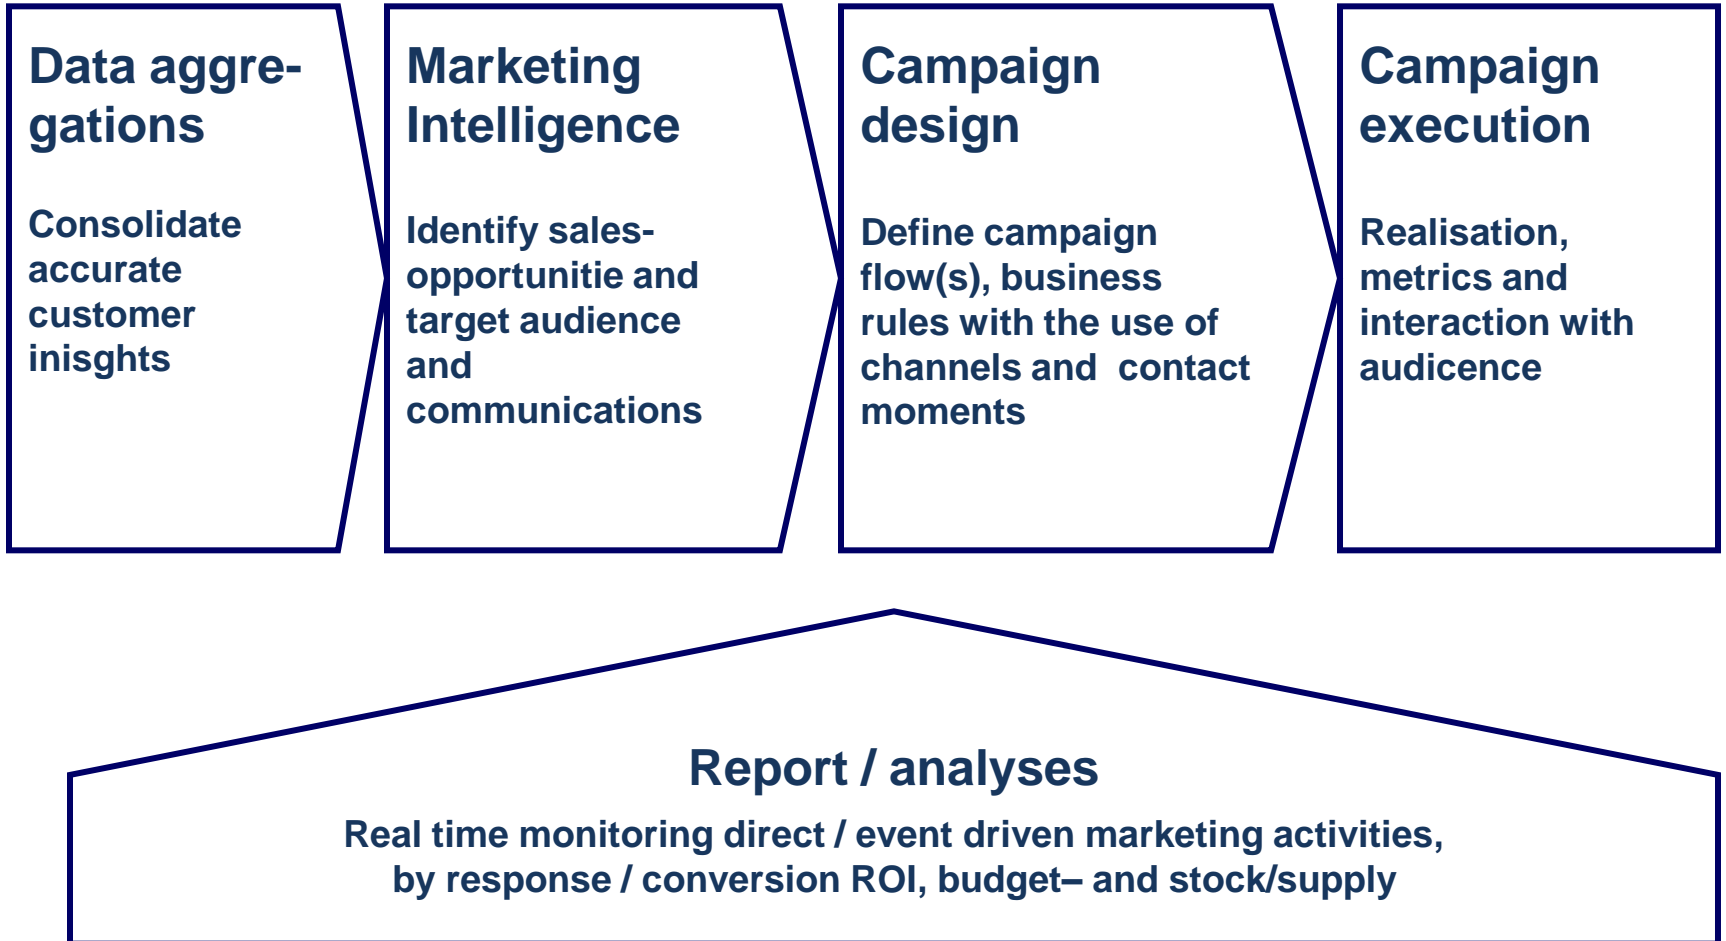 Data aggre-
gations
Consolidate
accurate
customer
inisghts
Marketing
Intelligence
Identify sales-
opportunitie and
target audience
and
communications
Campaign
design
Define campaign
flow(s), business
rules with the use of
channels and  contact
moments
Campaign
execution
Realisation,
metrics and
interaction with
audicence
Report / analyses
Real time monitoring direct / event driven marketing activities,
by response / conversion ROI, budget– and stock/supply